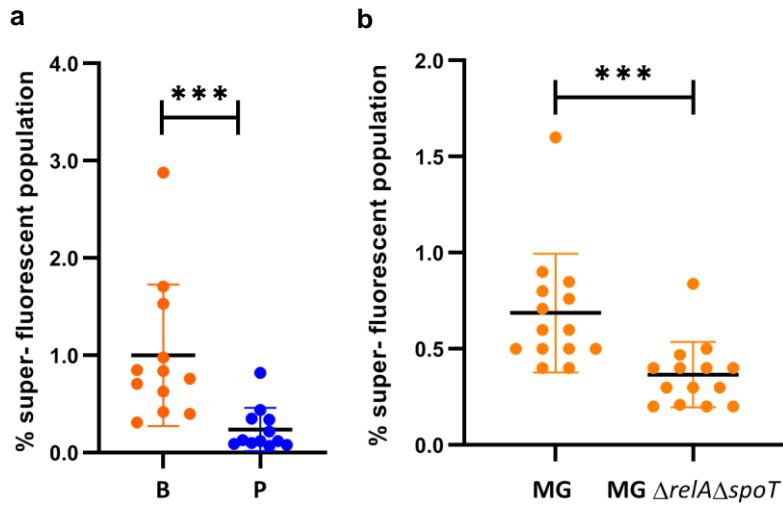 a
% super- fluorescent population
4.0
3.0
2.0
1.0
0.0
***
B
P
b
% super- fluorescent population
2.0
1.5
1.0
0.5
0.0
***
MG
MG ΔrelAΔspoT